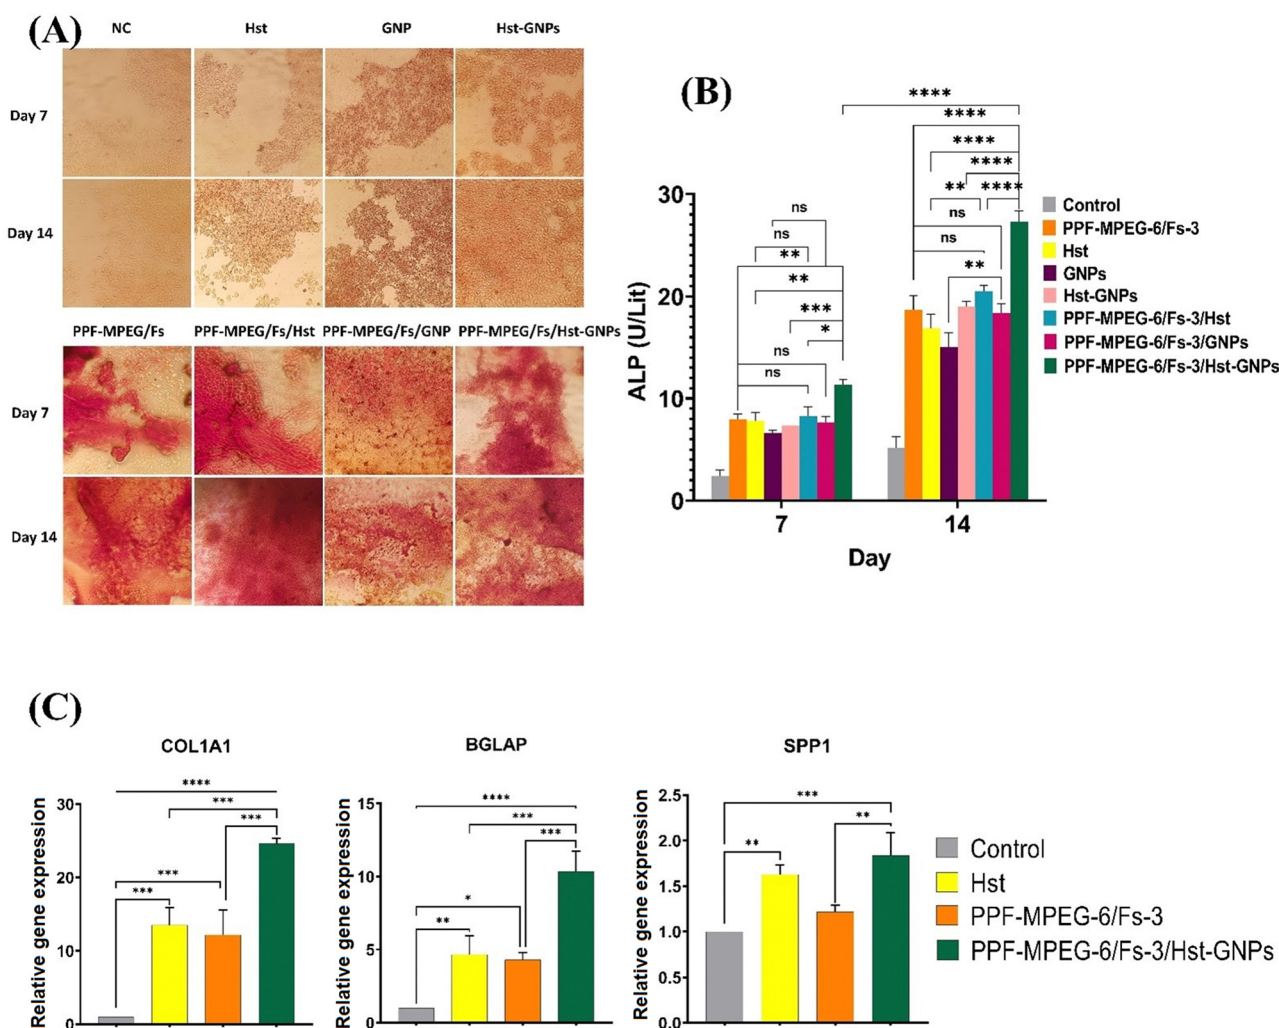 (A)
NC Hst GNP Hst-GNPs
Day 7
Day 14
PPF-MPEG/Fs PPF-MPEG/Fs/Hst PPF-MPEG/Fs/GNP PPF-MPEG/Fs/Hst-GNPs
Day 7
Day 14
(B)
****
****
****
****
** ****
ns
ns
**
ns
ns
**
**
***
*
ns
ns
ALP (U/Lit)
30
20
10
0
7 14
Day
Control
PPF-MPEG-6/Fs-3
Hst
GNPs
Hst-GNPs
PPF-MPEG-6/Fs-3/Hst
PPF-MPEG-6/Fs-3/GNPs
PPF-MPEG-6/Fs-3/Hst-GNPs
(C)
COL1A1
Relative gene expression
30
20
10
0
****
***
***
***
***
BGLAP
Relative gene expression
15
10
5
0
****
***
***
*
**
SPP1
Relative gene expression
2.5
2.0
1.5
1.0
0.5
0.0
***
**
**
Control
Hst
PPF-MPEG-6/Fs-3
PPF-MPEG-6/Fs-3/Hst-GNPs